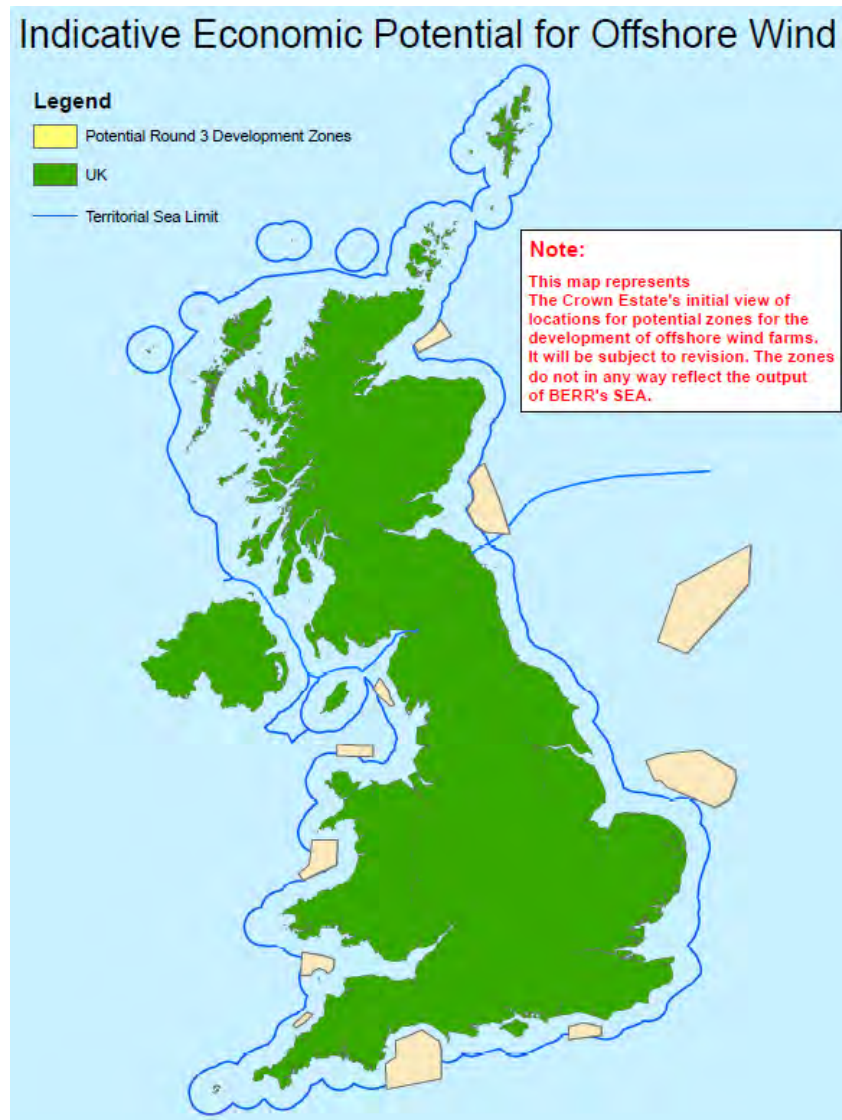 Indicative Economic Potential for Offshore Wind
Legend
Potential Round 3 Development Zones
UK
Territorial Sea Limit
Note:
This map represents
The Crown Estate's initial view of
locations for potential zones for the
development of offshore wind farms.
It will be subject to revision. The zones
do not in any way reflect the output
of BERR's SEA.